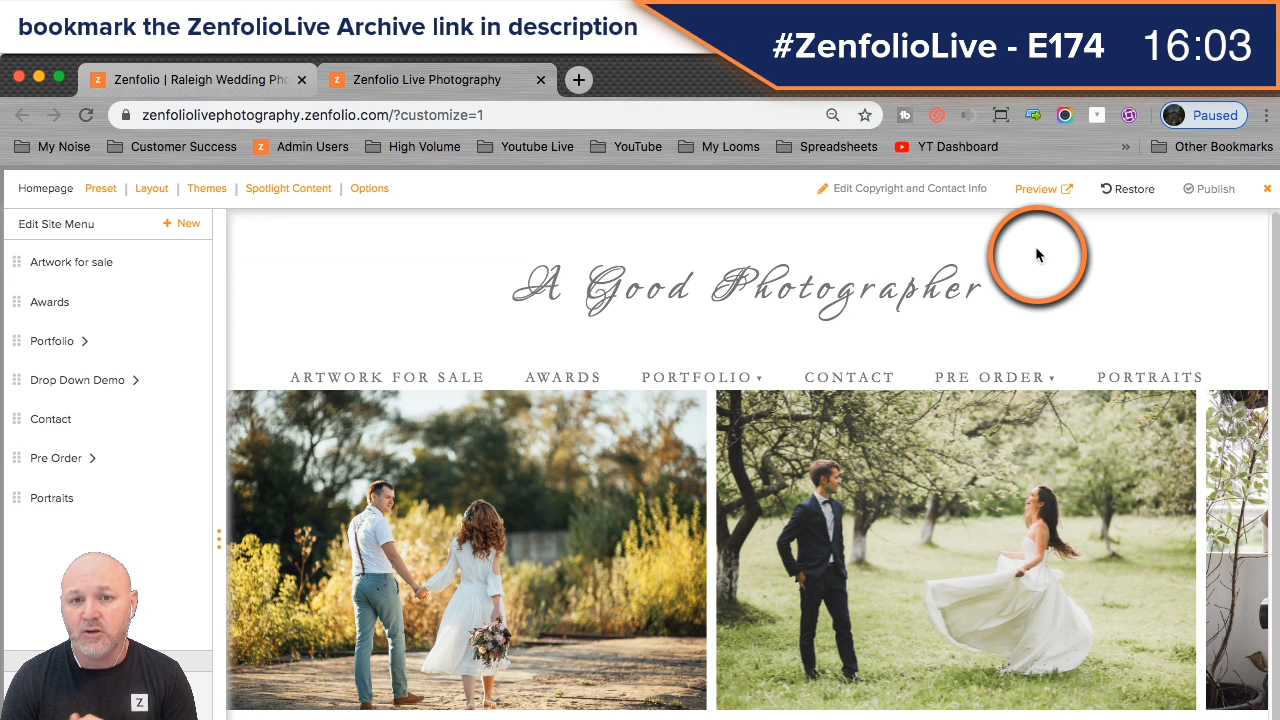 bookmark the ZenfolioLive Archive link in description
#ZenfolioLive - E174 16:03
Z Zenfolio | Raleigh Wedding Pho
Z Zenfolio Live Photography
zenfoliolivephotography.zenfolio.com/?customize=1
Paused
My Noise Customer Success Z Admin Users High Volume Youtube Live YouTube My Looms Spreadsheets YT Dashboard » Other Bookmarks
Homepage Preset | Layout | Themes | Spotlight Content | Options Edit Copyright and Contact Info Preview Restore Publish
Edit Site Menu + New
Artwork for sale
Awards
Portfolio
Drop Down Demo
Contact
Pre Order
Portraits
A Good Photographer
ARTWORK FOR SALE AWARDS PORTFOLIO CONTACT PRE ORDER PORTRAITS
Z